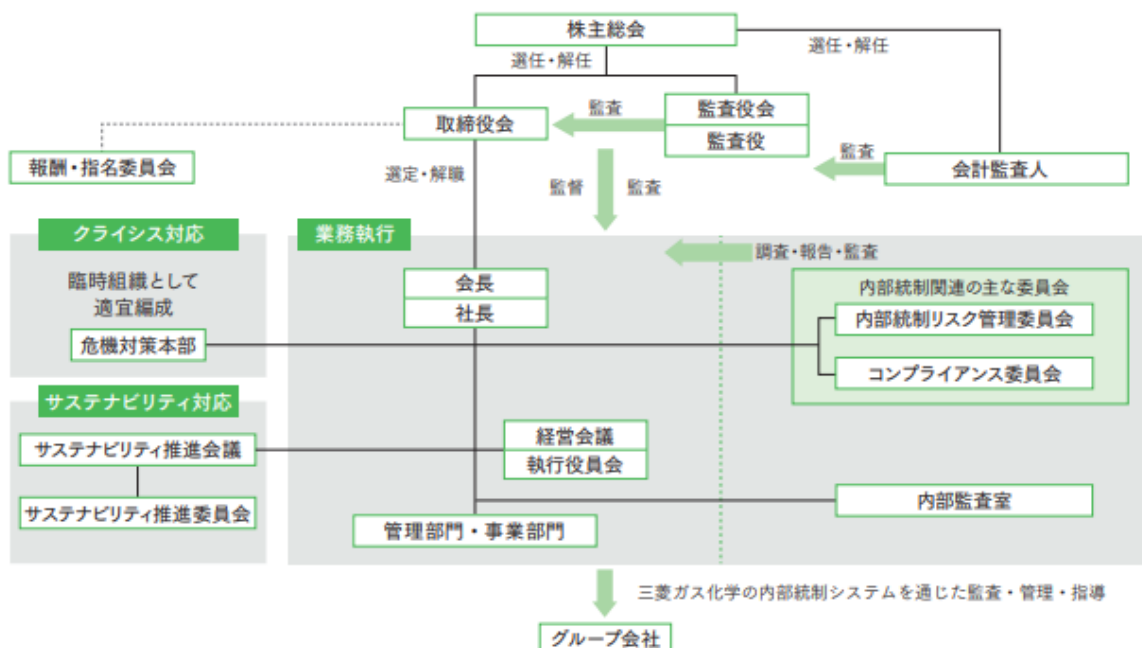 株主総会
選任・解任
選任・解任
取締役会
監査
監査役会
監査役
報酬・指名委員会
選定・解職
監督
監査
監査
会計監査人
クライシス対応
臨時組織として
適宜編成
危機対策本部
業務執行
調査・報告・監査
会長
社長
内部統制関連の主な委員会
内部統制リスク管理委員会
コンプライアンス委員会
サステナビリティ対応
サステナビリティ推進会議
サステナビリティ推進委員会
経営会議
執行役員会
内部監査室
管理部門・事業部門
三菱ガス化学の内部統制システムを通じた監査・管理・指導
グループ会社